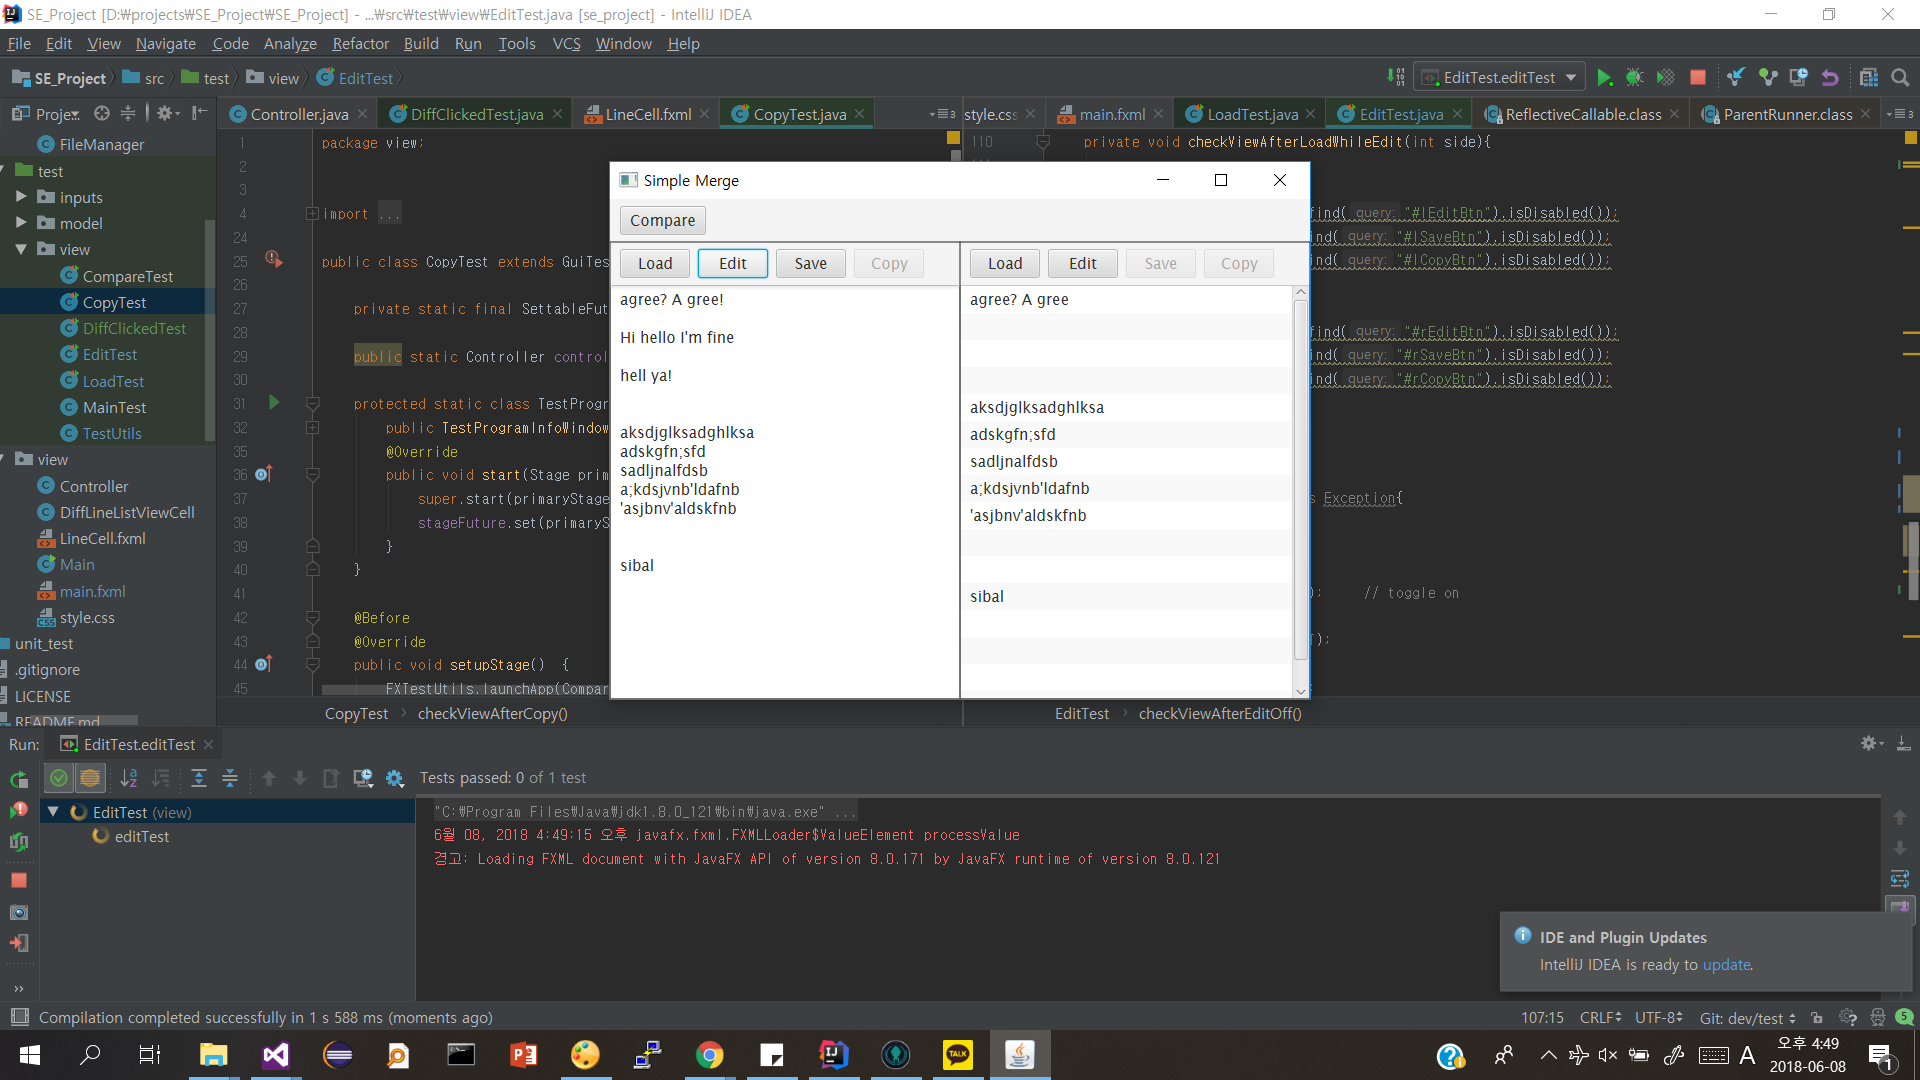 SE_Project [D:₩projects₩SE_Project₩SE_Project] - ...₩src₩test₩view₩EditTest.java [se_project] - IntelliJ IDEA
File Edit View Navigate Code Analyze Refactor Build Run Tools VCS Window Help
SE_Project src test view EditTest
EditTest.editTest
Proje
Controller.java DiffClickedTest.java LineCell.fxml CopyTest.java
style.css main.fxml LoadTest.java EditTest.java ReflectiveCallable.class ParentRunner.class
FileManager
test
inputs
model
view
CompareTest
CopyTest
DiffClickedTest
EditTest
LoadTest
MainTest
TestUtils
view
Controller
DiffLineListViewCell
LineCell.fxml
Main
main.fxml
style.css
unit_test
.gitignore
LICENSE
README.md
1 package view;
2
3
4 import ...
24
25 public class CopyTest extends GuiTes
26
27 private static final SettableFut
28
29 public static Controller control
30
31 protected static class TestProgr
32 public TestProgramInfoWindow
35 @Override
36 public void start(Stage prim
37 super.start(primaryStage
38 stageFuture.set(primaryS
39 }
40 }
41
42 @Before
43 @Override
44 public void setupStage() {
45 FXTestUtils.launchApp(Compar
CopyTest checkViewAfterCopy()
110 private void checkViewAfterLoadWhileEdit(int side){
find( query: "#lEditBtn").isDisabled());
ind( query: "#lSaveBtn").isDisabled());
ind( query: "#lCopyBtn").isDisabled());
find( query: "#rEditBtn").isDisabled());
ind( query: "#rSaveBtn").isDisabled());
ind( query: "#rCopyBtn").isDisabled());
s Exception{
); // toggle on
);
EditTest checkViewAfterEditOff()
Simple Merge
Compare
Load Edit Save Copy
agree? A gree!
Hi hello I'm fine
hell ya!
aksdjglksadghlksa
adskgfn;sfd
sadljnalfdsb
a;kdsjvnb'ldafnb
'asjbnv'aldskfnb
sibal
Load Edit Save Copy
agree? A gree
aksdjglksadghlksa
adskgfn;sfd
sadljnalfdsb
a;kdsjvnb'ldafnb
'asjbnv'aldskfnb
sibal
Run: EditTest.editTest
Tests passed: 0 of 1 test
EditTest (view)
editTest
"C:₩Program Files₩Java₩jdk1.8.0_121₩bin₩java.exe" ...
6월 08, 2018 4:49:15 오후 javafx.fxml.FXMLLoader$ValueElement processValue
경고: Loading FXML document with JavaFX API of version 8.0.171 by JavaFX runtime of version 8.0.121
IDE and Plugin Updates
IntelliJ IDEA is ready to update.
Compilation completed successfully in 1 s 588 ms (moments ago)
107:15 CRLF UTF-8 Git: dev/test 5
TALK
A
오후 4:49
2018-06-08
1